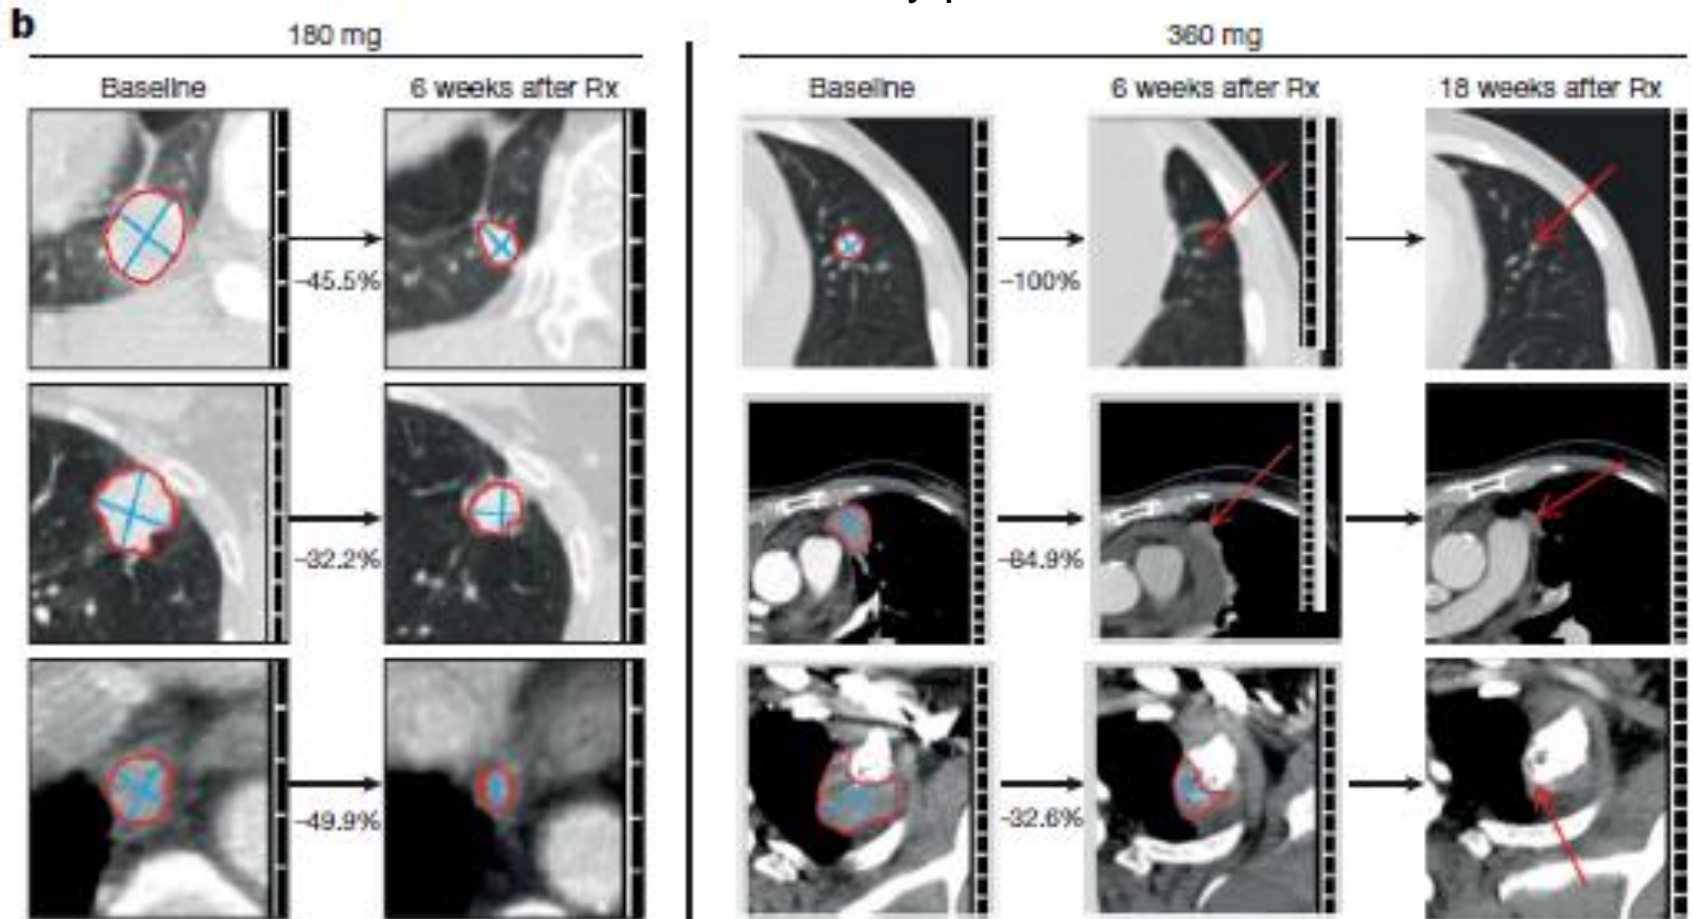 b
180 mg
360 mg
Baseline
6 weeks after Rx
Baseline
6 weeks after Rx
18 weeks after Rx
–45.5%
–100%
–32.2%
–84.9%
–49.9%
–32.6%